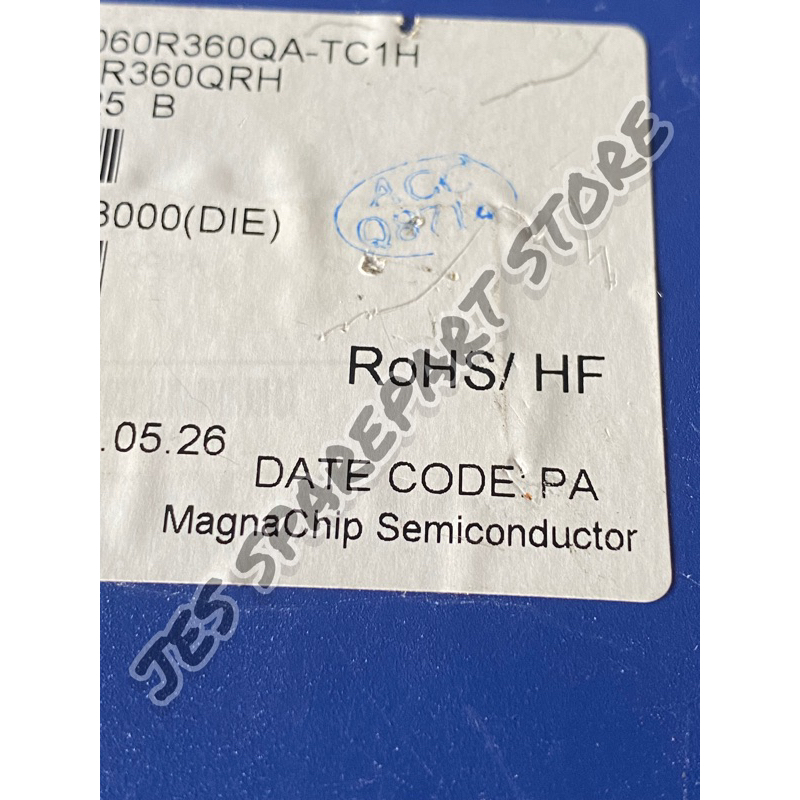 060R360QA-TC1H
R360QRH
25 B
ACC
Q871
3000(DIE)
RoHS/ HF
.05.26
DATE CODE: PA
MagnaChip Semiconductor
JES SPAREPART STORE